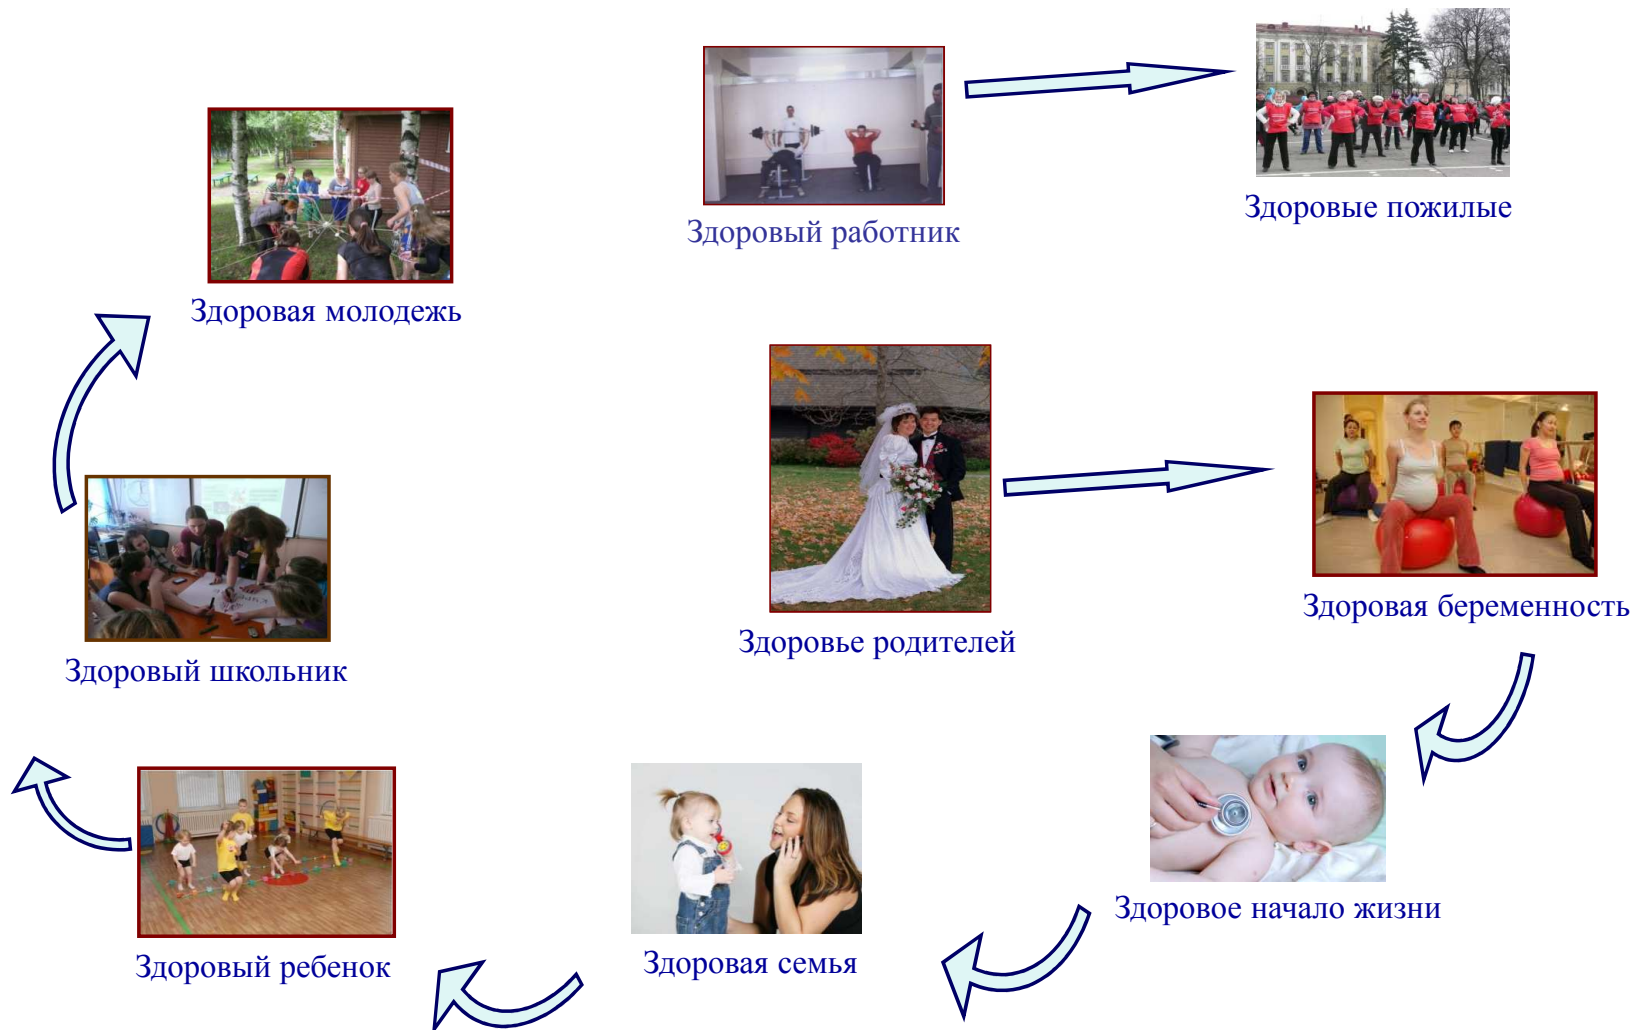 Здоровые пожилые
Здоровый работник
Здоровая молодежь
Здоровая беременность
Здоровье родителей
Здоровый школьник
Здоровое начало жизни
Здоровая семья
Здоровый ребенок